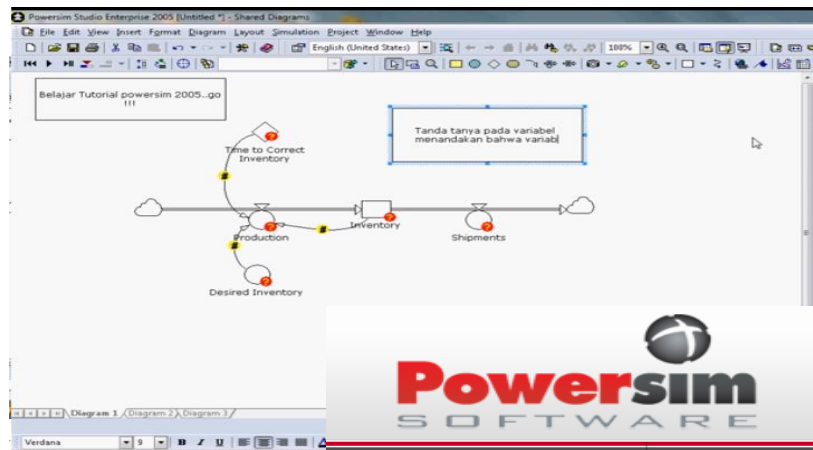 Powersim Studio Enterprise 2005 [Untitled *] - Shared Diagrams
File Edit View Insert Format Diagram Layout Simulation Project Window Help
English (United States)
100%
Belajar Tutorial powersim 2005..go
!!!
Tanda tanya pada variabel
menandakan bahwa variab
Time to Correct
Inventory
Production
Inventory
Shipments
Desired Inventory
Powersim
SOFTWARE
Diagram 1 Diagram 2 Diagram 3
Verdana 9 B I U A